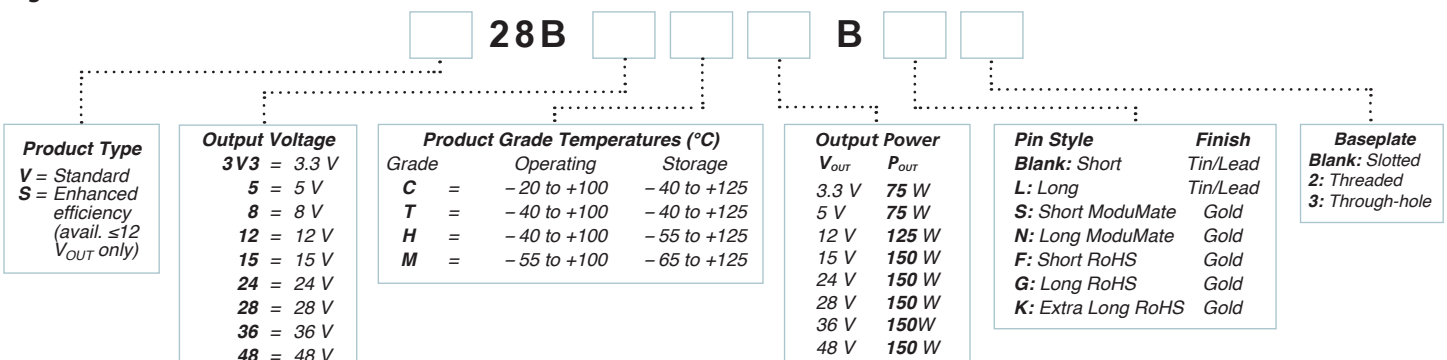 28B B
Product Type
V = Standard
S = Enhanced
efficiency
(avail. ≤12
VOUT only)
Output Voltage
3V3 = 3.3 V
5 = 5 V
8 = 8 V
12 = 12 V
15 = 15 V
24 = 24 V
28 = 28 V
36 = 36 V
48 = 48 V
Product Grade Temperatures (°C)
Grade Operating Storage
C = – 20 to +100 – 40 to +125
T = – 40 to +100 – 40 to +125
H = – 40 to +100 – 55 to +125
M = – 55 to +100 – 65 to +125
Output Power
VOUT POUT
3.3 V 75 W
5 V 75 W
12 V 125 W
15 V 150 W
24 V 150 W
28 V 150 W
36 V 150W
48 V 150 W
Pin Style Finish
Blank: Short Tin/Lead
L: Long Tin/Lead
S: Short ModuMate Gold
N: Long ModuMate Gold
F: Short RoHS Gold
G: Long RoHS Gold
K: Extra Long RoHS Gold
Baseplate
Blank: Slotted
2: Threaded
3: Through-hole